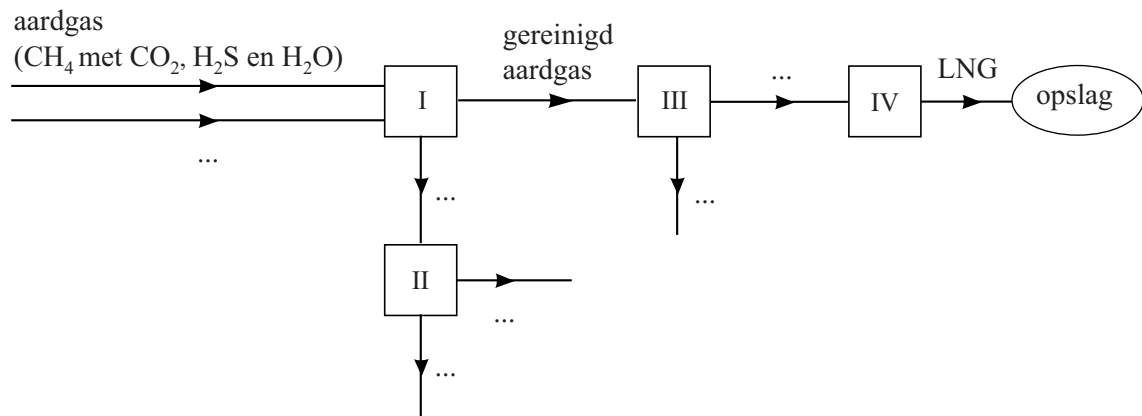 aardgas
(CH₄ met CO₂, H₂S en H₂O)
...
I
gereinigd
aardgas
III
...
IV
LNG
opslag
...
...
II
...
...